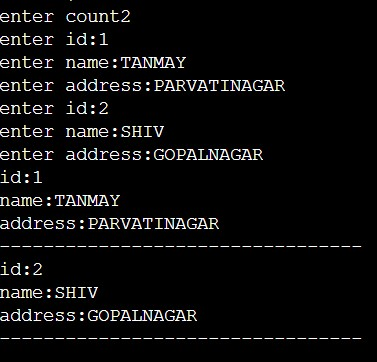 enter count2
enter id:1
enter name:TANMAY
enter address:PARVATINAGAR
enter id:2
enter name:SHIV
enter address:GOPALNAGAR
id:1
name:TANMAY
address:PARVATINAGAR
---------------------------------
id:2
name:SHIV
address:GOPALNAGAR
---------------------------------